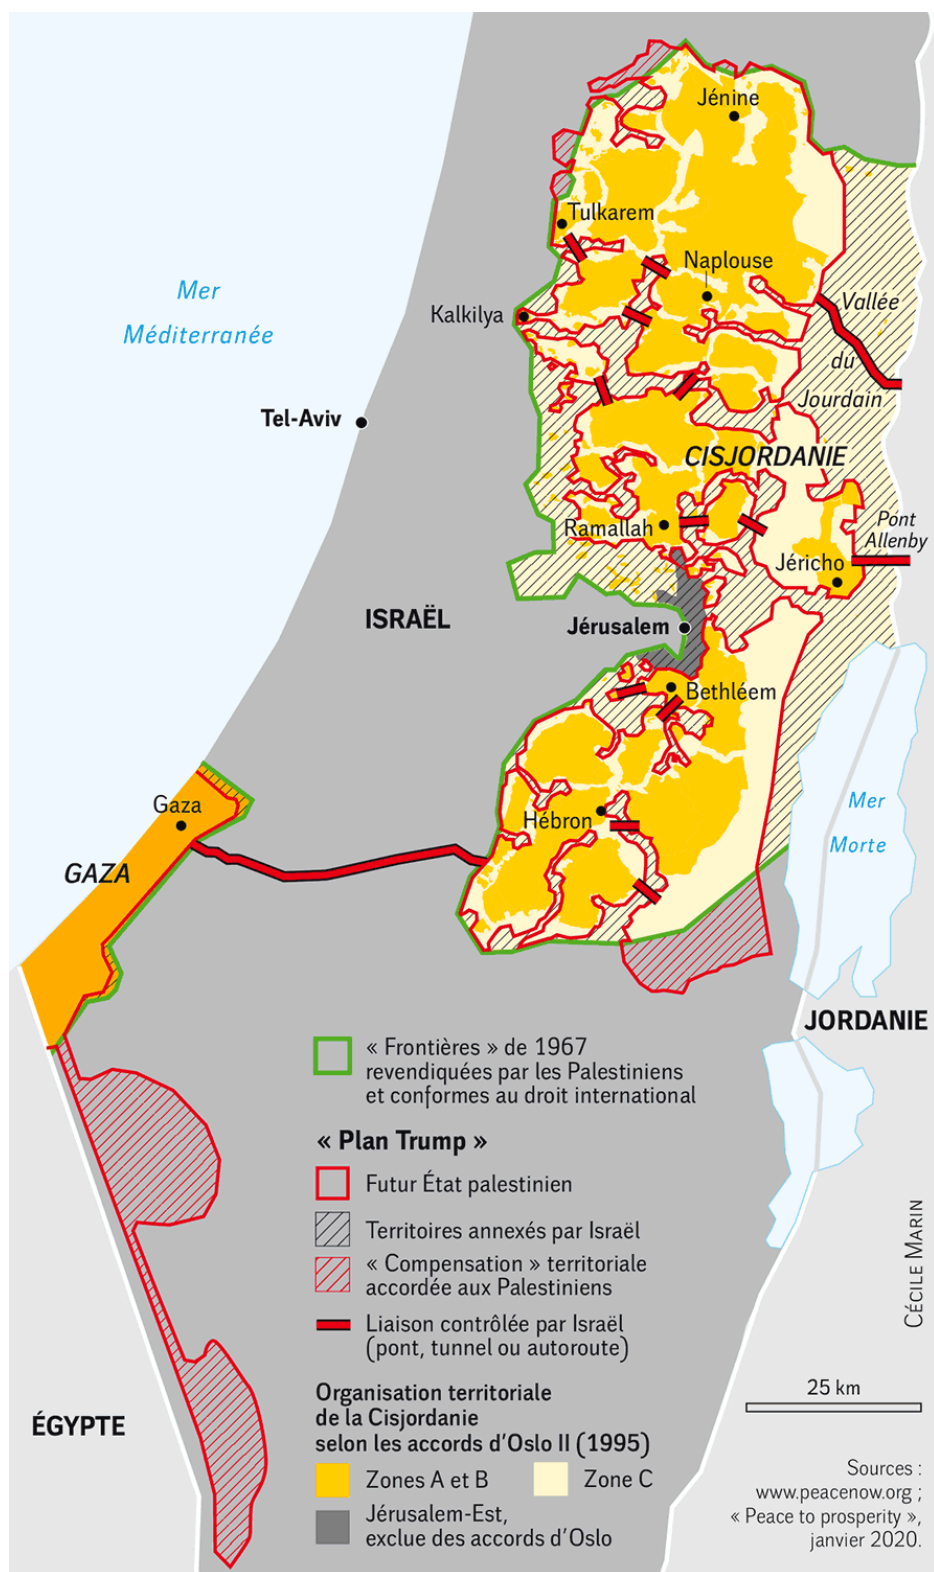 Jénine
Tulkarem
Naplouse
Kalkilya
Vallée
du
Jourdain
Mer
Méditerranée
Tel-Aviv
CISJORDANIE
Ramallah
Pont
Allenby
Jéricho
ISRAËL
Jérusalem
Bethléem
Gaza
GAZA
Hébron
Mer
Morte
JORDANIE
« Frontières » de 1967
revendiquées par les Palestiniens
et conformes au droit international
« Plan Trump »
Futur État palestinien
Territoires annexés par Israël
« Compensation » territoriale
accordée aux Palestiniens
Liaison contrôlée par Israël
(pont, tunnel ou autoroute)
CÉCILE MARIN
25 km
ÉGYPTE
Organisation territoriale
de la Cisjordanie
selon les accords d’Oslo II (1995)
Zones A et B
Zone C
Jérusalem-Est,
exclue des accords d’Oslo
Sources :
www.peacenow.org ;
« Peace to prosperity »,
janvier 2020.